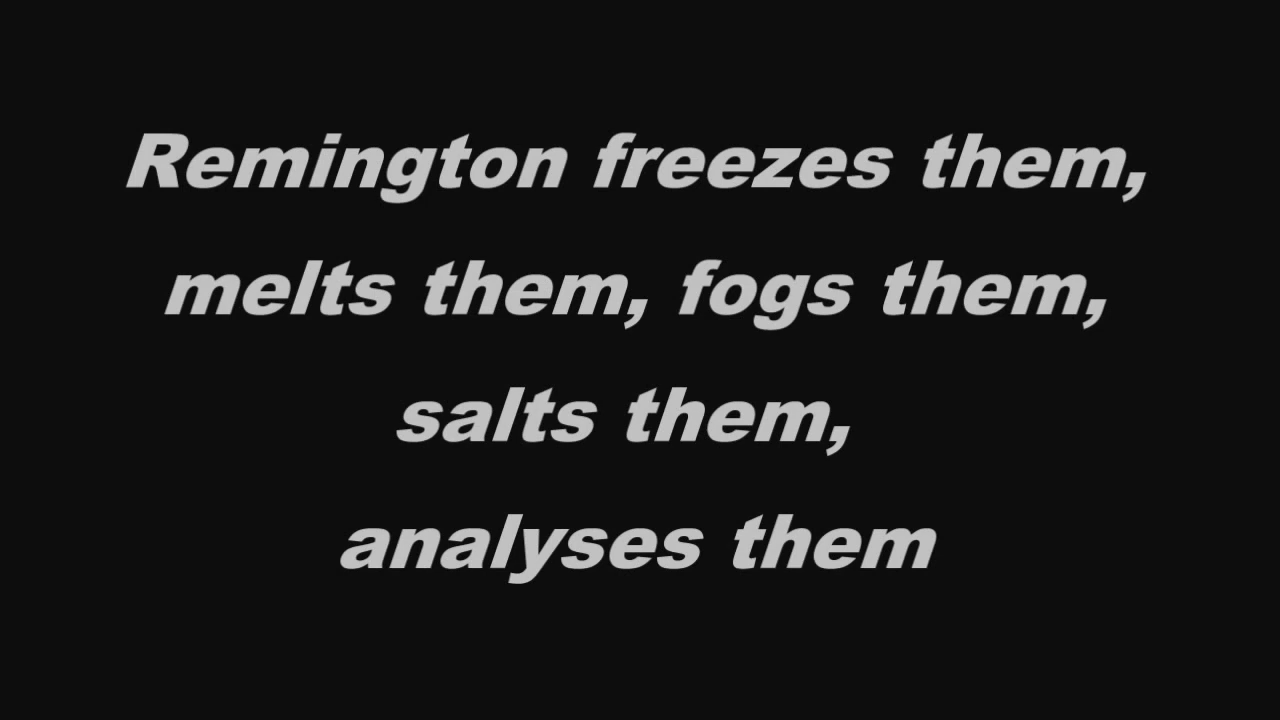 Remington freezes them,
melts them, fogs them,
salts them,
analyses them